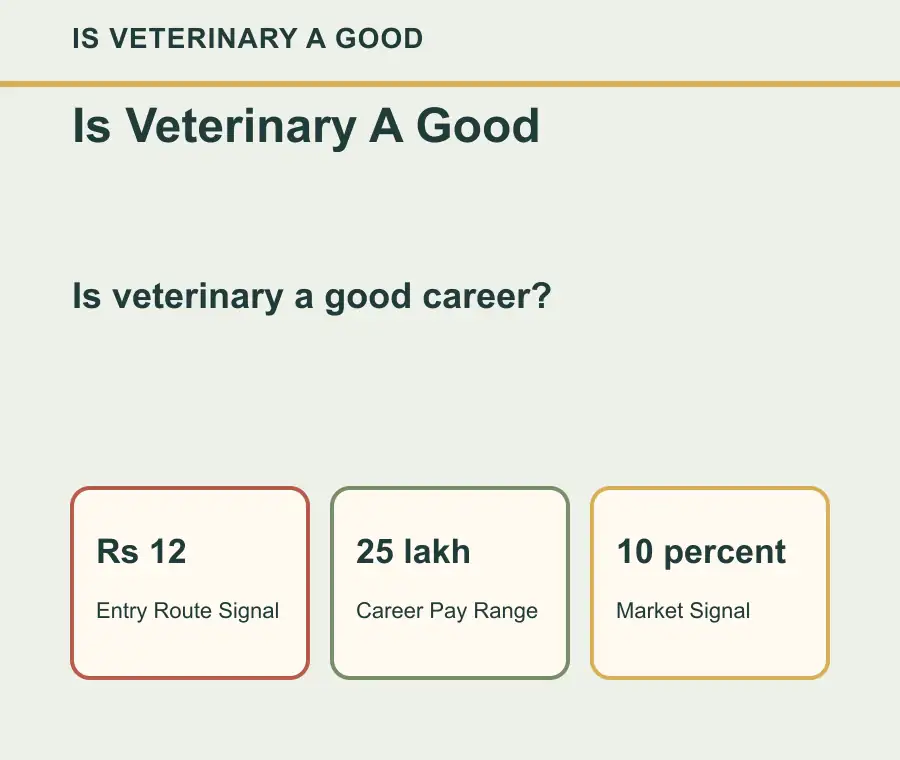 IS VETERINARY A GOOD
Is Veterinary A Good
Is veterinary a good career?
Rs 12
Entry Route Signal
25 lakh
Career Pay Range
10 percent
Market Signal